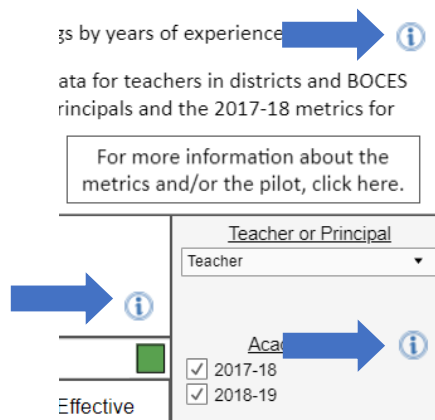 gs by years of experience
ata for teachers in districts and BOCES
rincipals and the 2017-18 metrics for
For more information about the
metrics and/or the pilot, click here.
Teacher or Principal
Teacher
Aca
2017-18
2018-19
Effective